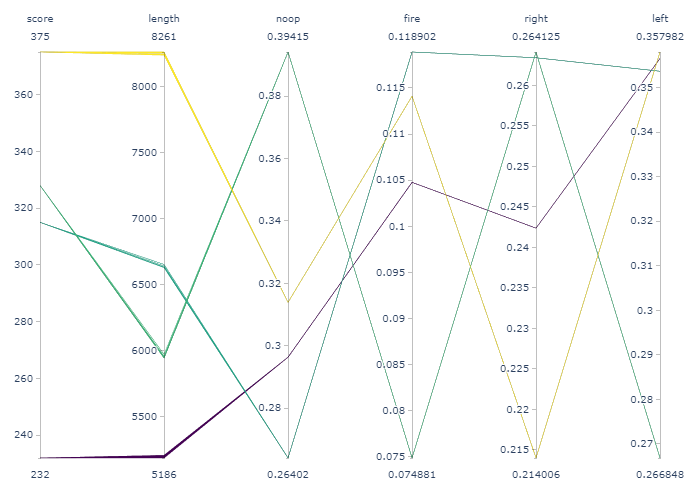 score length noop fire right left
375 8261 0.39415 0.118902 0.264125 0.357982
360 340 320 300 280 260 240
8000 7500 7000 6500 6000 5500
0.38 0.36 0.34 0.32 0.3 0.28
0.115 0.11 0.105 0.1 0.095 0.09 0.085 0.08 0.075
0.26 0.255 0.25 0.245 0.24 0.235 0.23 0.225 0.22 0.215
0.35 0.34 0.33 0.32 0.31 0.3 0.29 0.28 0.27
232 5186 0.26402 0.074881 0.214006 0.266848